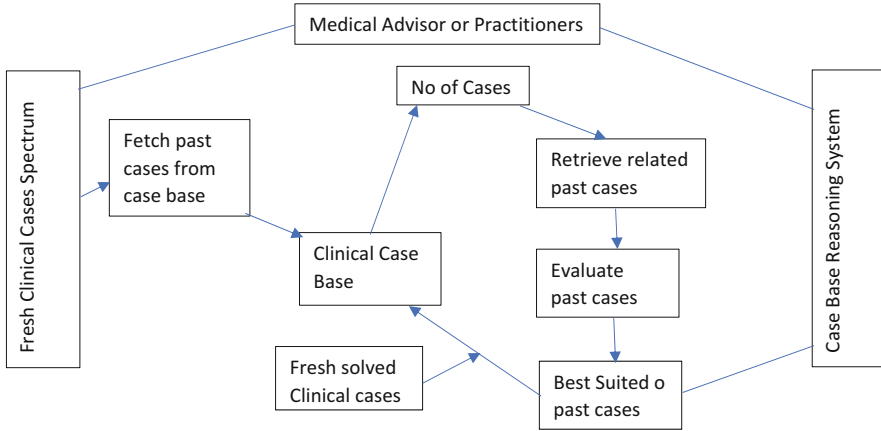 Medical Advisor or Practitioners
Fresh Clinical Cases Spectrum
No of Cases
Fetch past
cases from
case base
Retrieve related
past cases
Case Base Reasoning System
Clinical Case
Base
Evaluate
past cases
Fresh solved
Clinical cases
Best Suited o
past cases